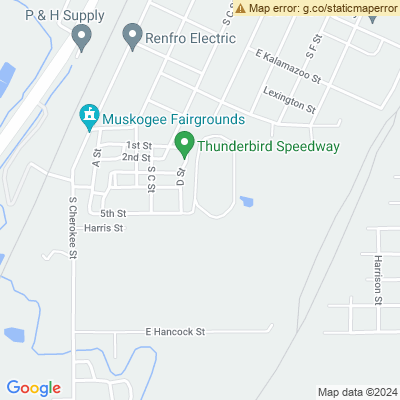 Map error: g.co/staticmaperror
P & H Supply
Renfro Electric
S C S
S F St
E Kalamazoo St
Lexington St
Muskogee Fairgrounds
1st St
2nd St
Thunderbird Speedway
A St
S C St
D St
5th St
Harris St
S Cherokee St
Harrison St
E Hancock St
Google
Map data ©2024